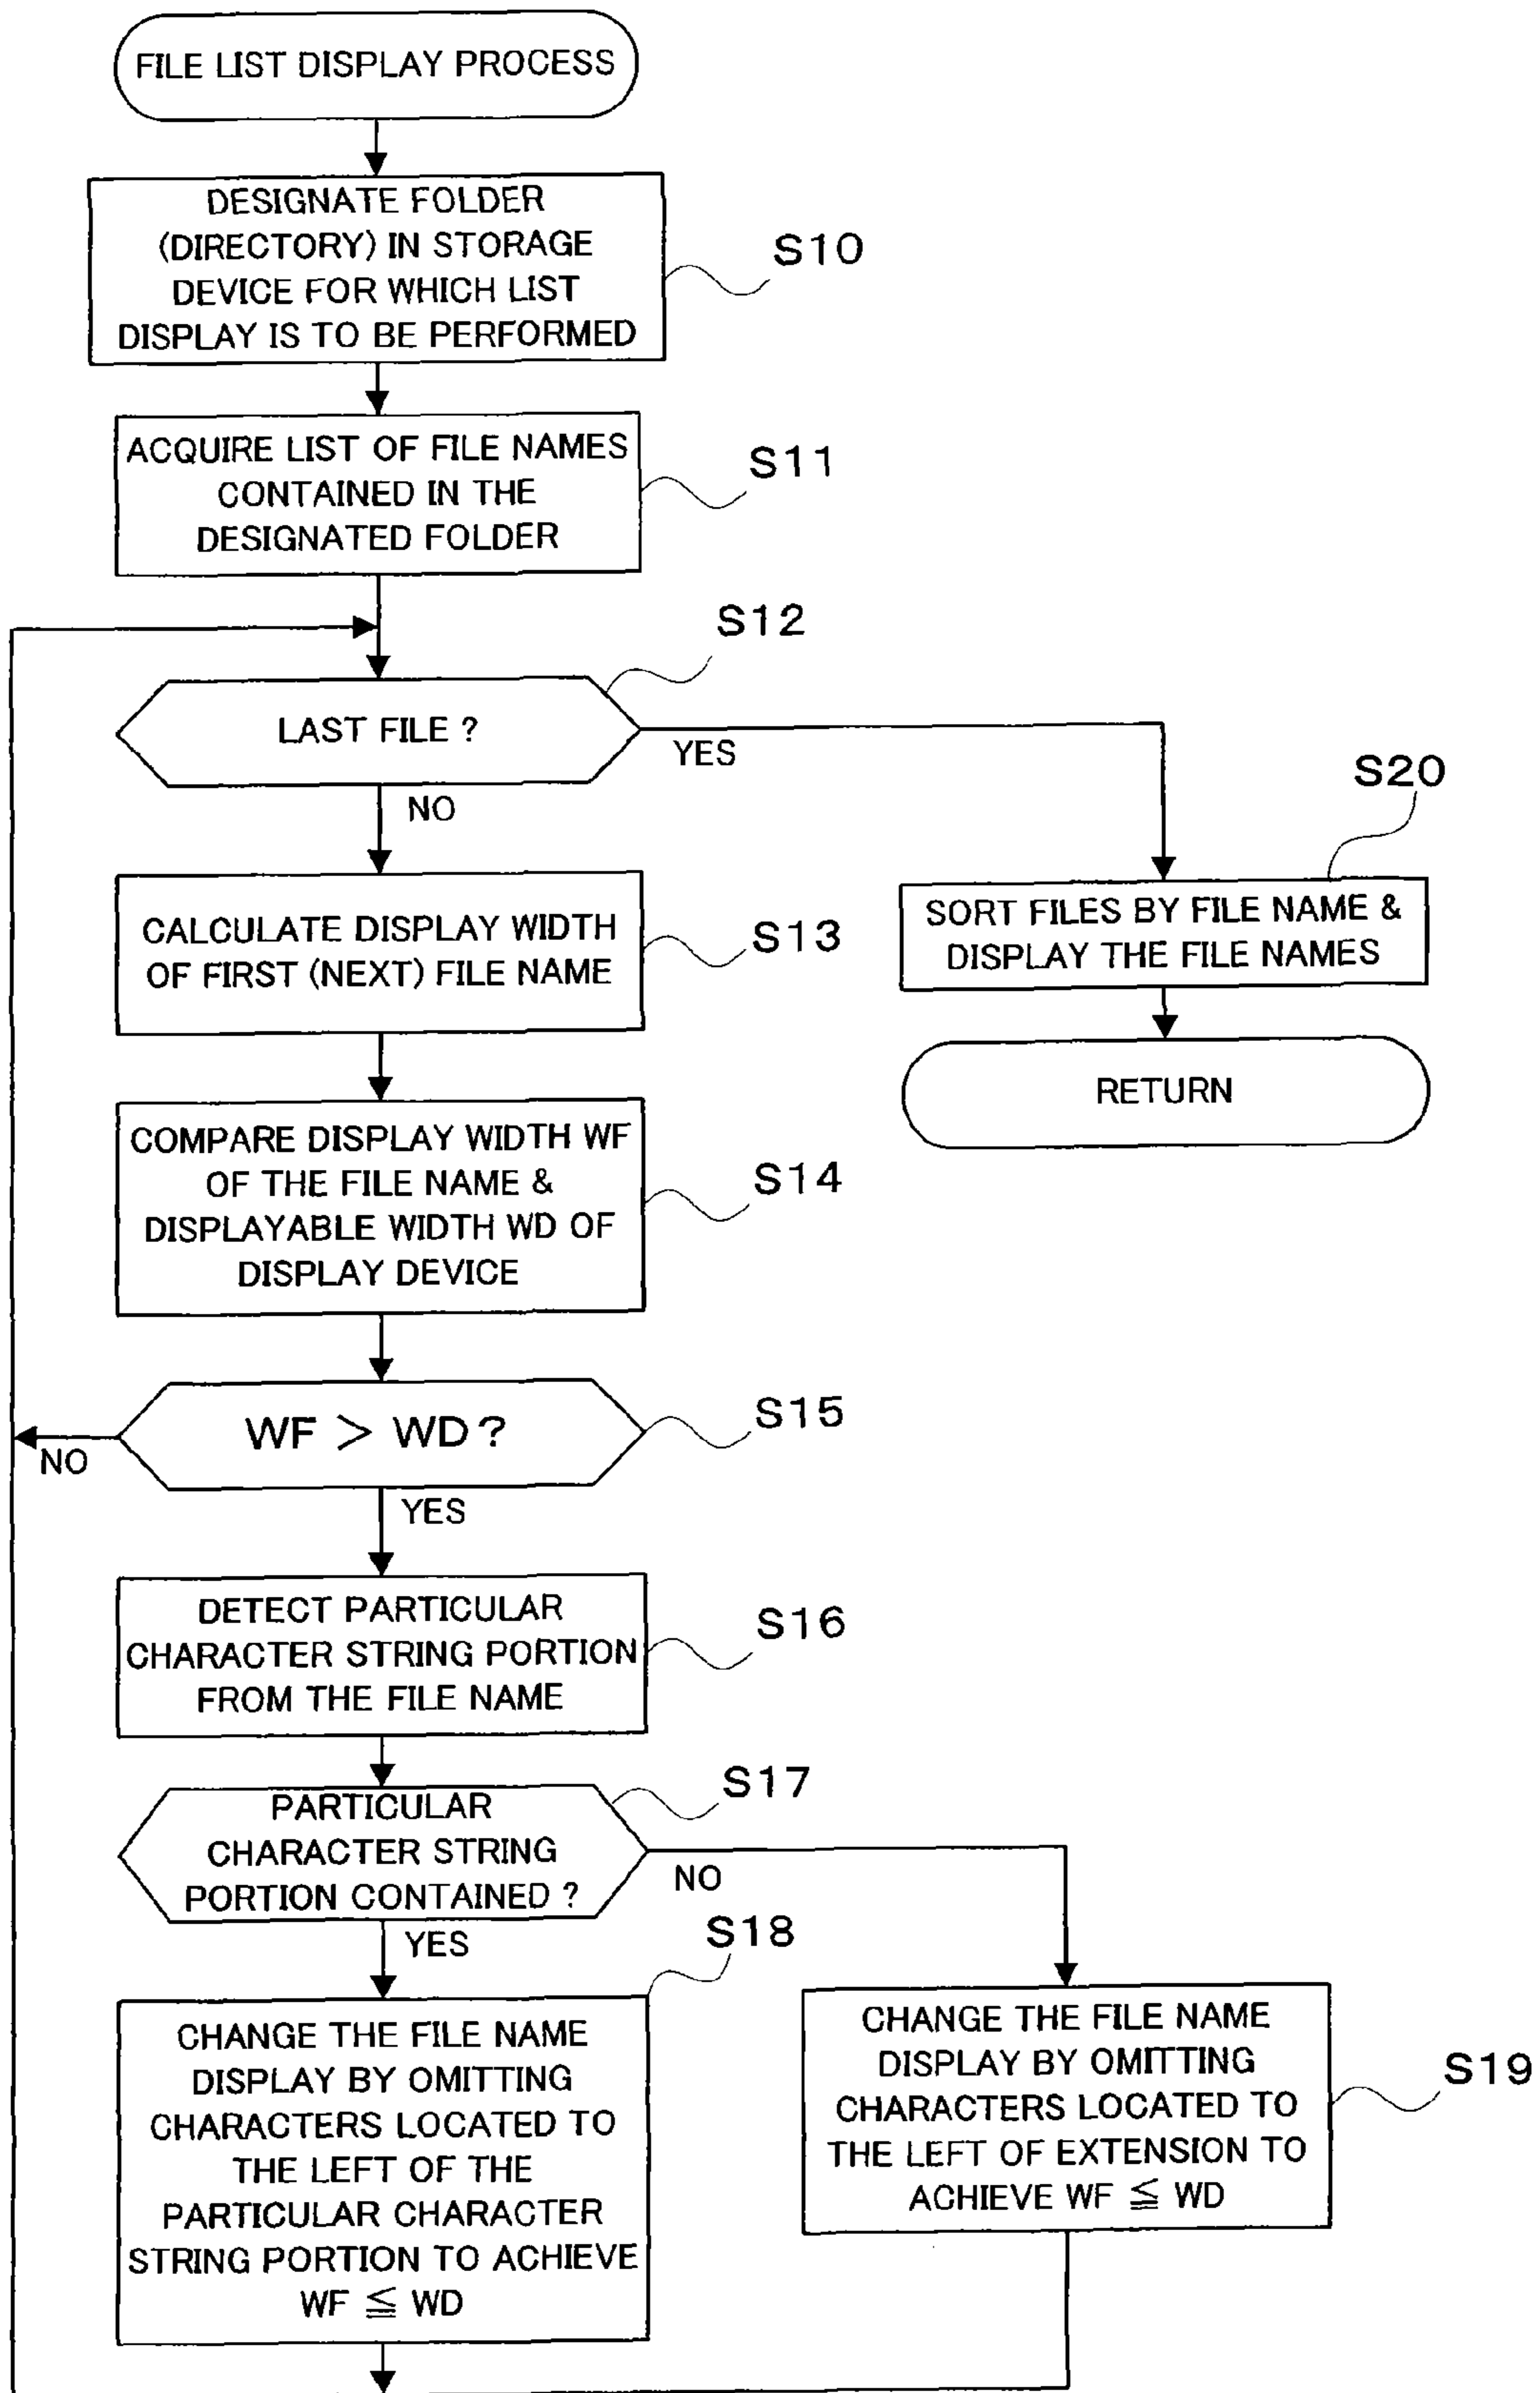 FILE LIST DISPLAY PROCESS
DESIGNATE FOLDER
(DIRECTORY) IN STORAGE
DEVICE FOR WHICH LIST
DISPLAY IS TO BE PERFORMED
S10
ACQUIRE LIST OF FILE NAMES
CONTAINED IN THE
DESIGNATED FOLDER
S11
S12
LAST FILE ?
YES
NO
S20
SORT FILES BY FILE NAME &
DISPLAY THE FILE NAMES
RETURN
CALCULATE DISPLAY WIDTH
OF FIRST (NEXT) FILE NAME
S13
COMPARE DISPLAY WIDTH WF
OF THE FILE NAME &
DISPLAYABLE WIDTH WD OF
DISPLAY DEVICE
S14
WF > WD ?
S15
NO
YES
DETECT PARTICULAR
CHARACTER STRING PORTION
FROM THE FILE NAME
S16
S17
PARTICULAR
CHARACTER STRING
PORTION CONTAINED ?
NO
YES
S18
CHANGE THE FILE NAME
DISPLAY BY OMITTING
CHARACTERS LOCATED TO
THE LEFT OF THE
PARTICULAR CHARACTER
STRING PORTION TO ACHIEVE
WF ≦ WD
CHANGE THE FILE NAME
DISPLAY BY OMITTING
CHARACTERS LOCATED TO
THE LEFT OF EXTENSION TO
ACHIEVE WF ≦ WD
S19